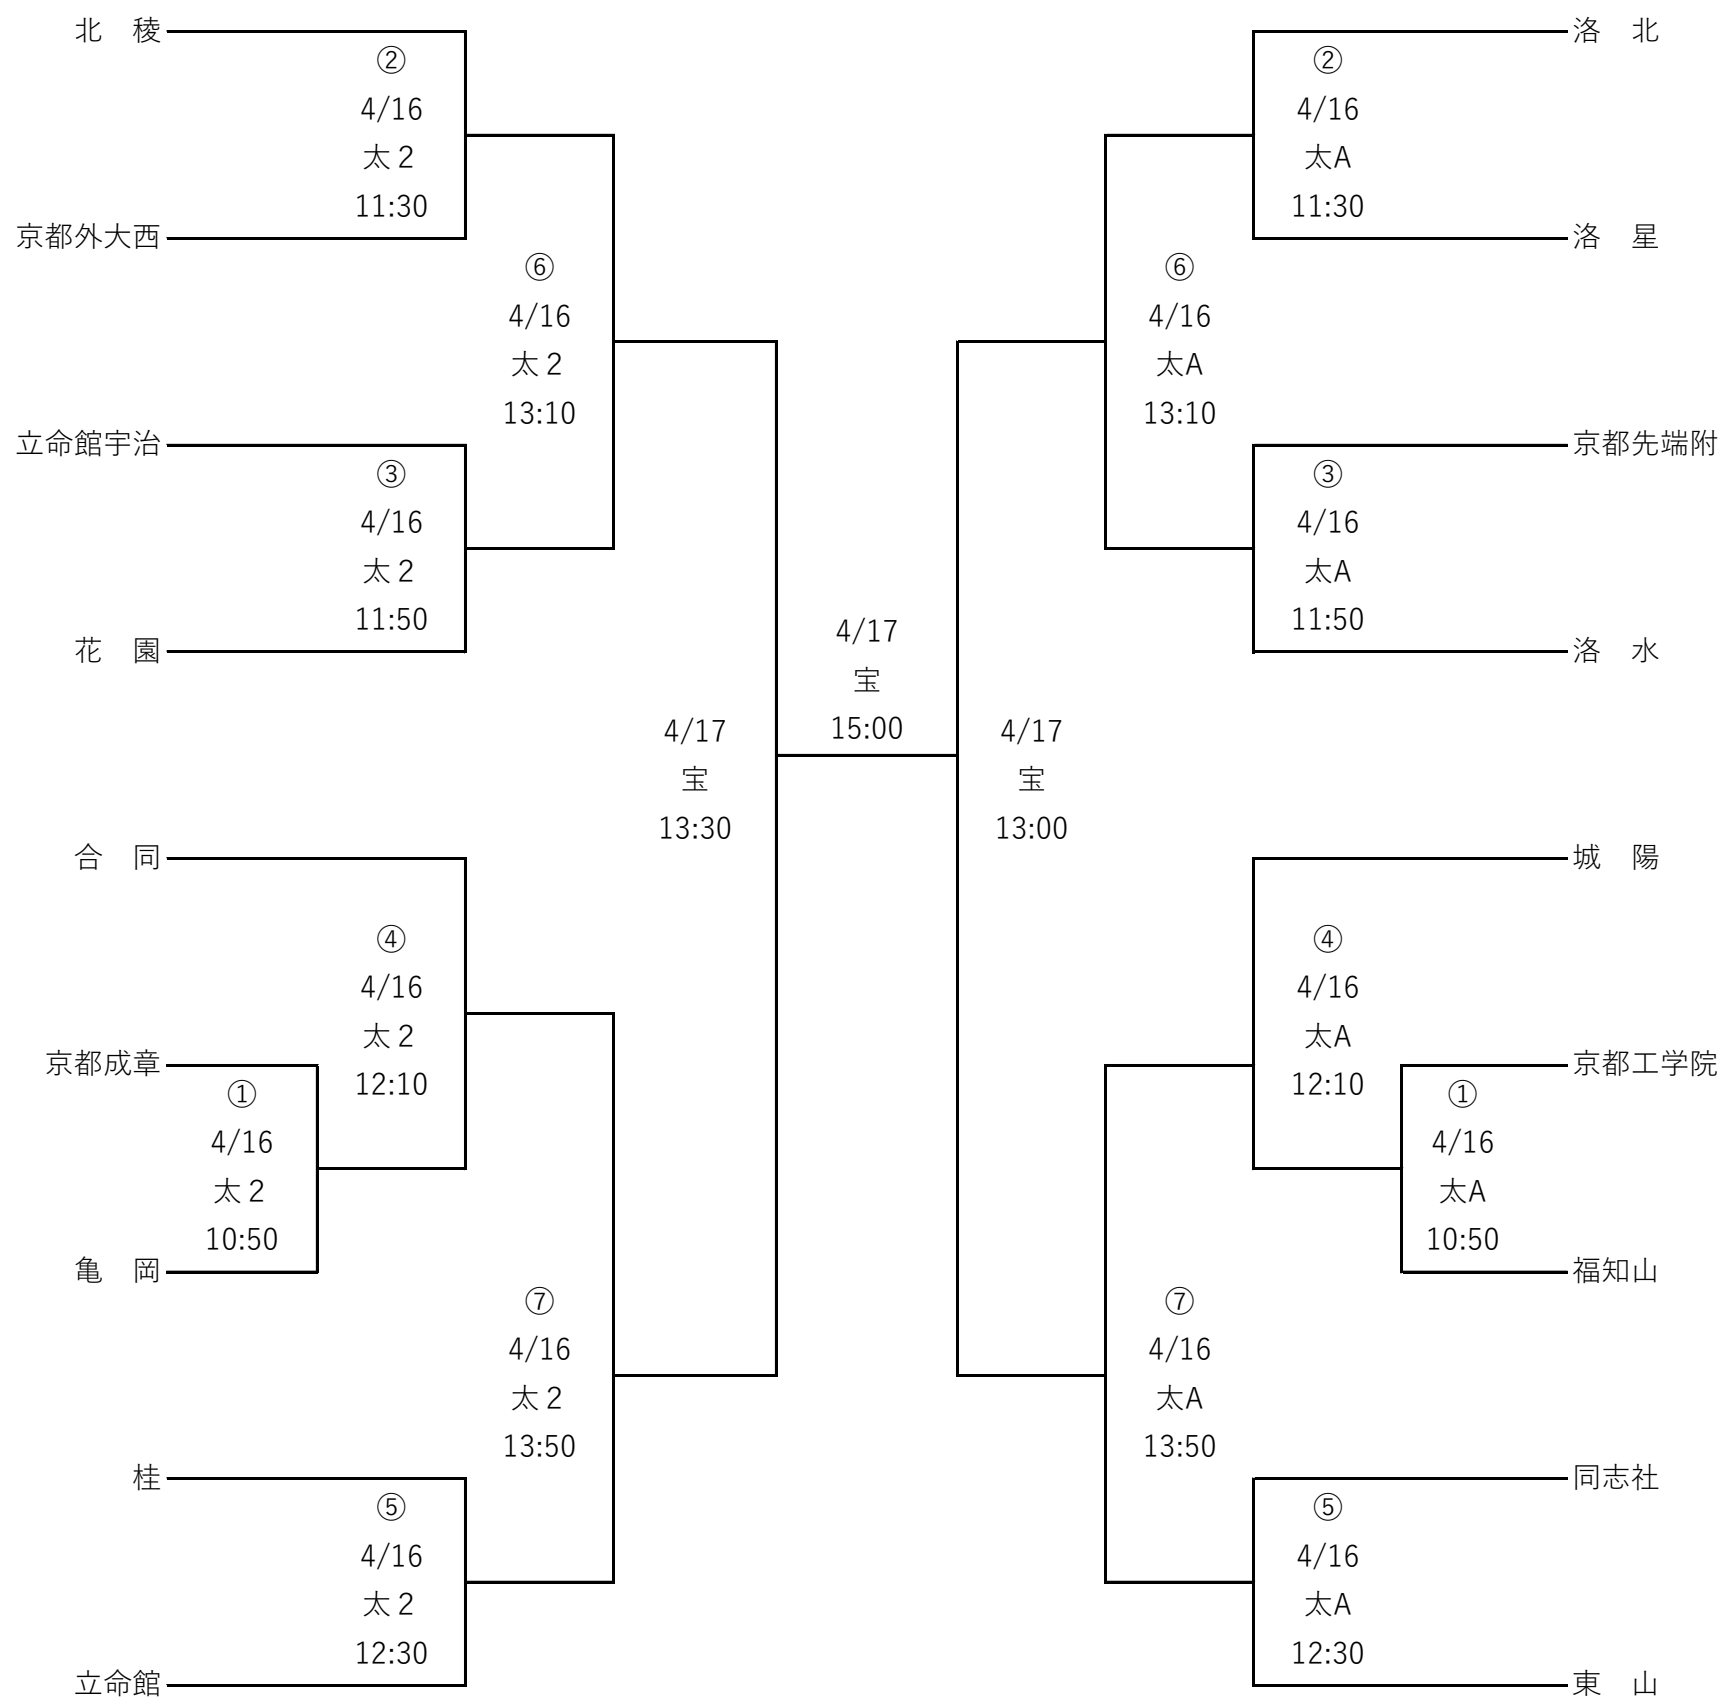 北　稜
②
4/16
太２
11:30
京都外大西
⑥
4/16
太２
13:10
立命館宇治
③
4/16
太２
11:50
花　園
4/17
宝
13:30
合　同
④
4/16
太２
12:10
京都成章
①
4/16
太２
10:50
亀　岡
⑦
4/16
太２
13:50
桂
⑤
4/16
太２
12:30
立命館
4/17
宝
15:00
洛　北
②
4/16
太A
11:30
洛　星
⑥
4/16
太A
13:10
京都先端附
③
4/16
太A
11:50
洛　水
4/17
宝
13:00
城　陽
④
4/16
太A
12:10
京都工学院
①
4/16
太A
10:50
福知山
⑦
4/16
太A
13:50
同志社
⑤
4/16
太A
12:30
東　山